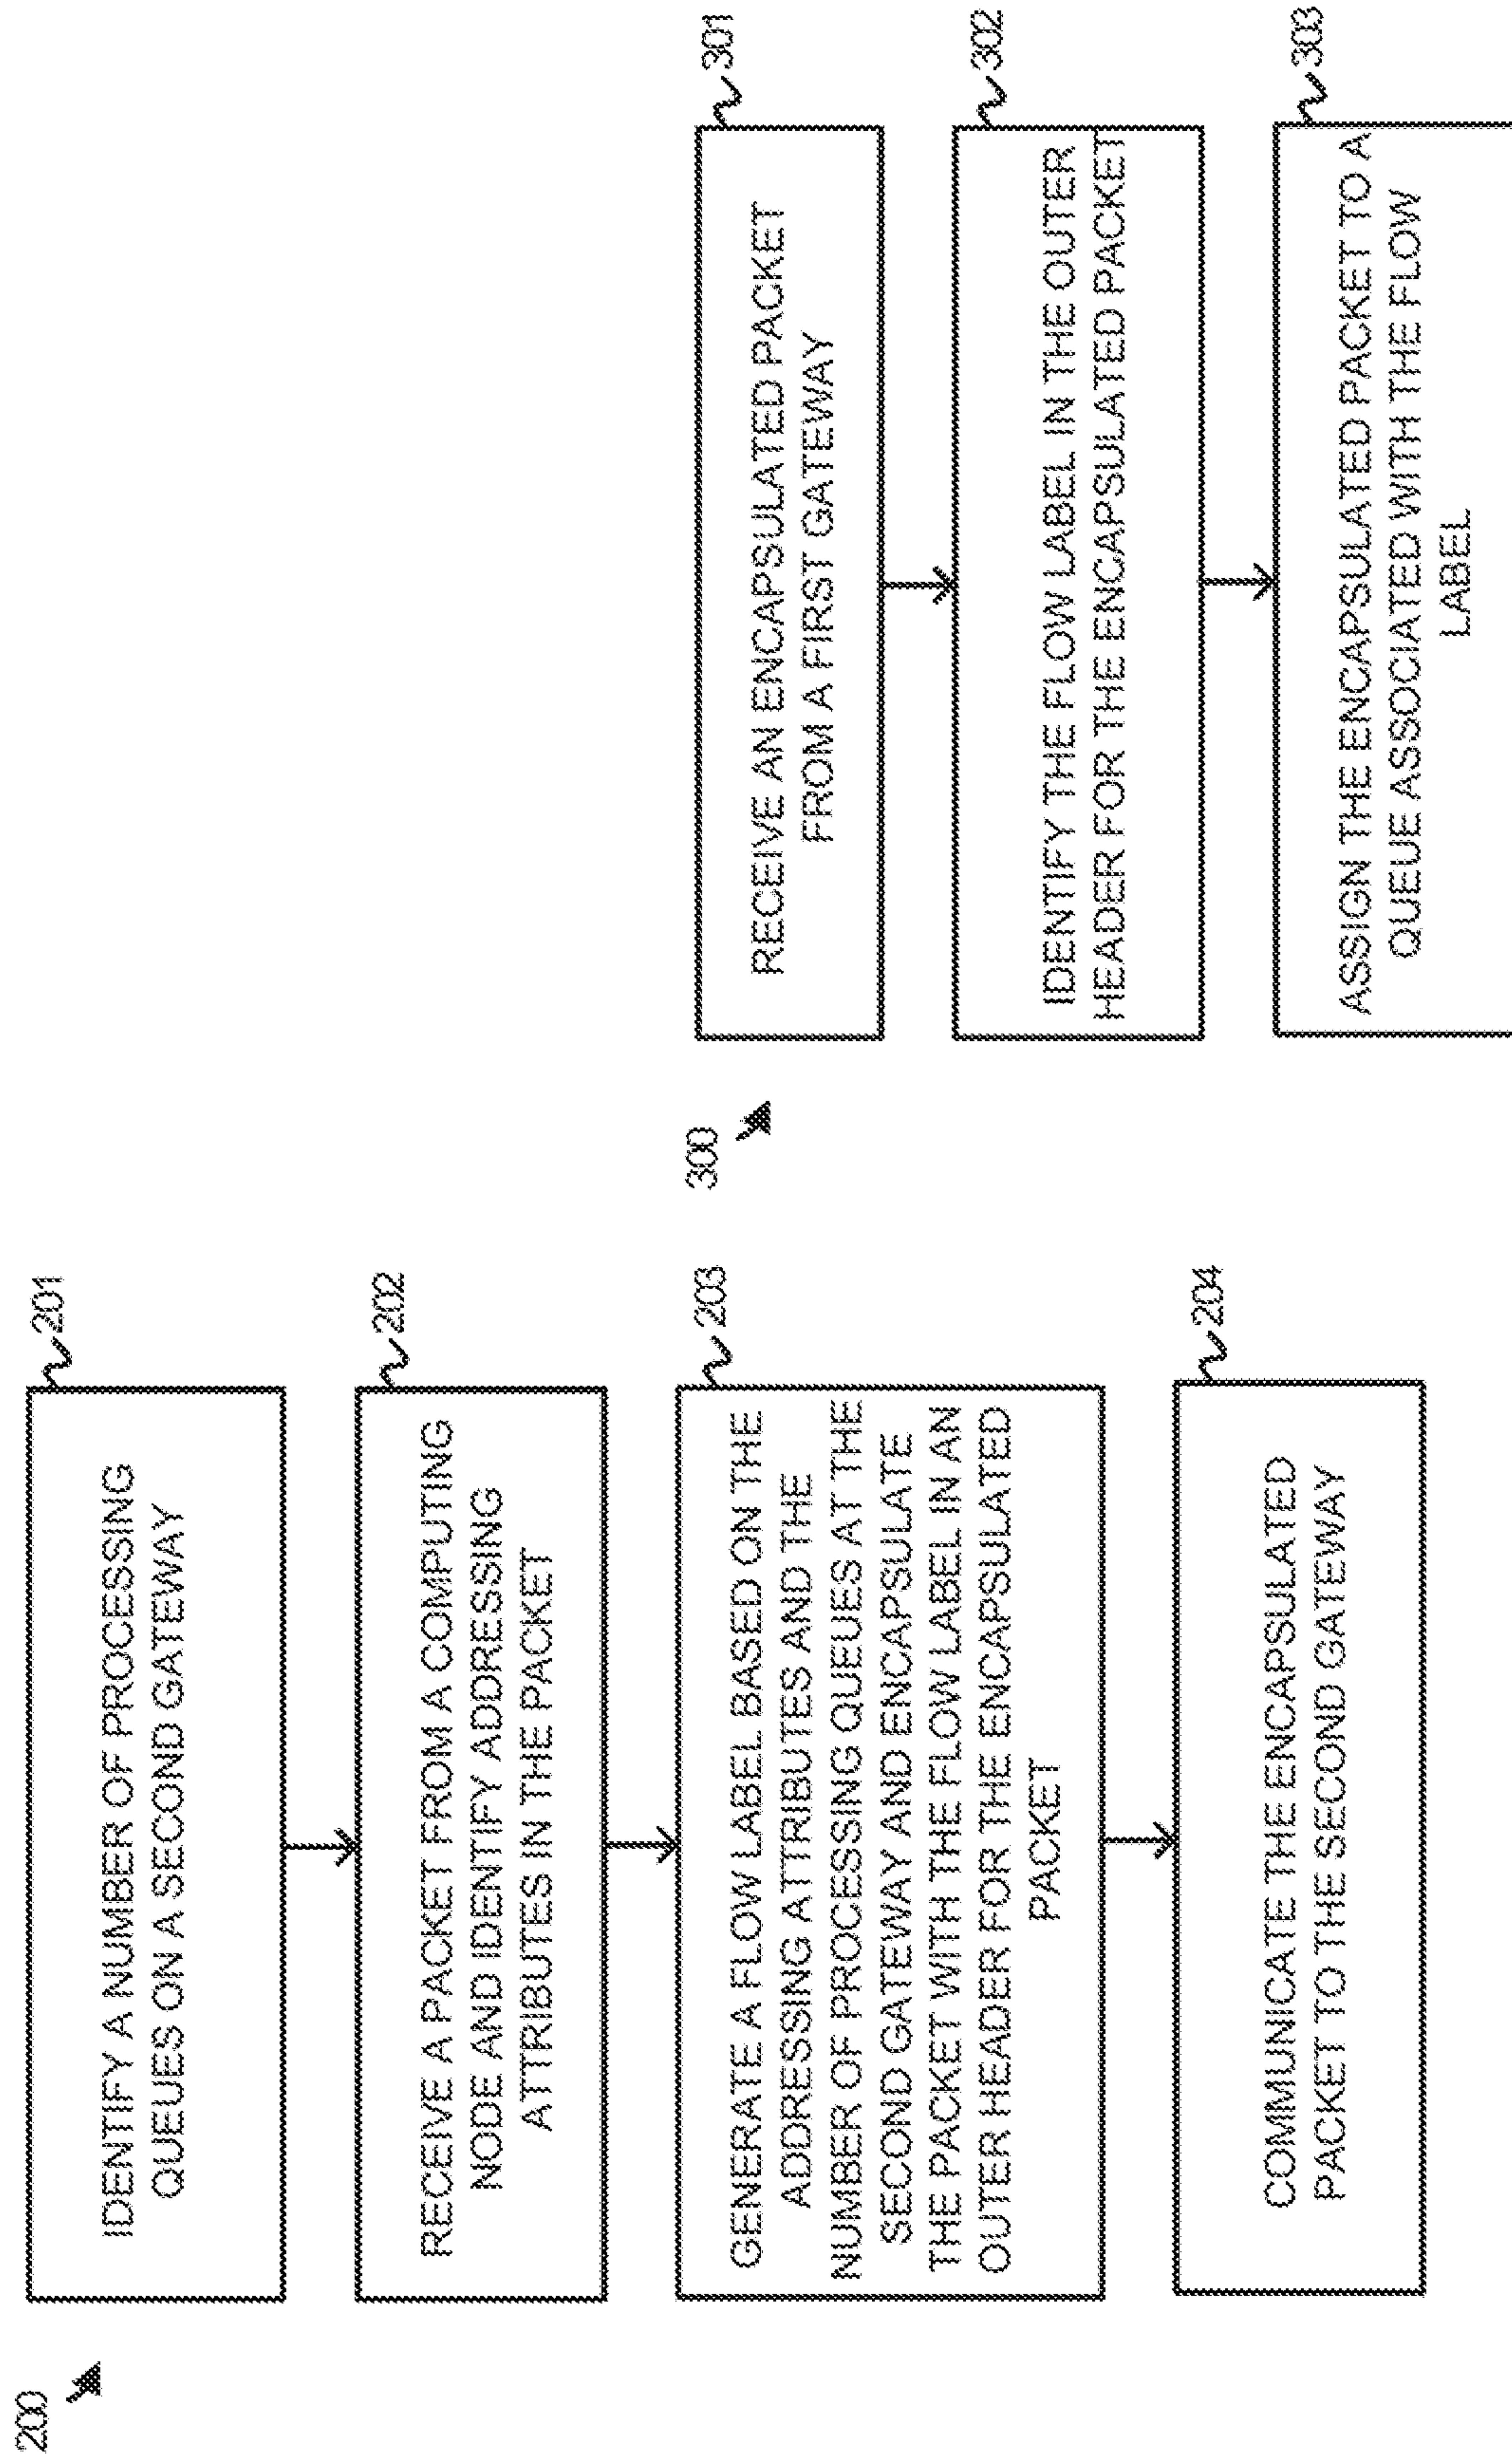 200
201
IDENTIFY A NUMBER OF PROCESSING
QUEUES ON A SECOND GATEWAY
202
RECEIVE A PACKET FROM A COMPUTING
NODE AND IDENTIFY ADDRESSING
ATTRIBUTES IN THE PACKET
203
GENERATE A FLOW LABEL BASED ON THE
ADDRESSING ATTRIBUTES AND THE
NUMBER OF PROCESSING QUEUES AT THE
SECOND GATEWAY AND ENCAPSULATE
THE PACKET WITH THE FLOW LABEL IN AN
OUTER HEADER FOR THE ENCAPSULATED
PACKET
204
COMMUNICATE THE ENCAPSULATED
PACKET TO THE SECOND GATEWAY
300
301
RECEIVE AN ENCAPSULATED PACKET
FROM A FIRST GATEWAY
302
IDENTIFY THE FLOW LABEL IN THE OUTER
HEADER FOR THE ENCAPSULATED PACKET
303
ASSIGN THE ENCAPSULATED PACKET TO A
QUEUE ASSOCIATED WITH THE FLOW
LABEL